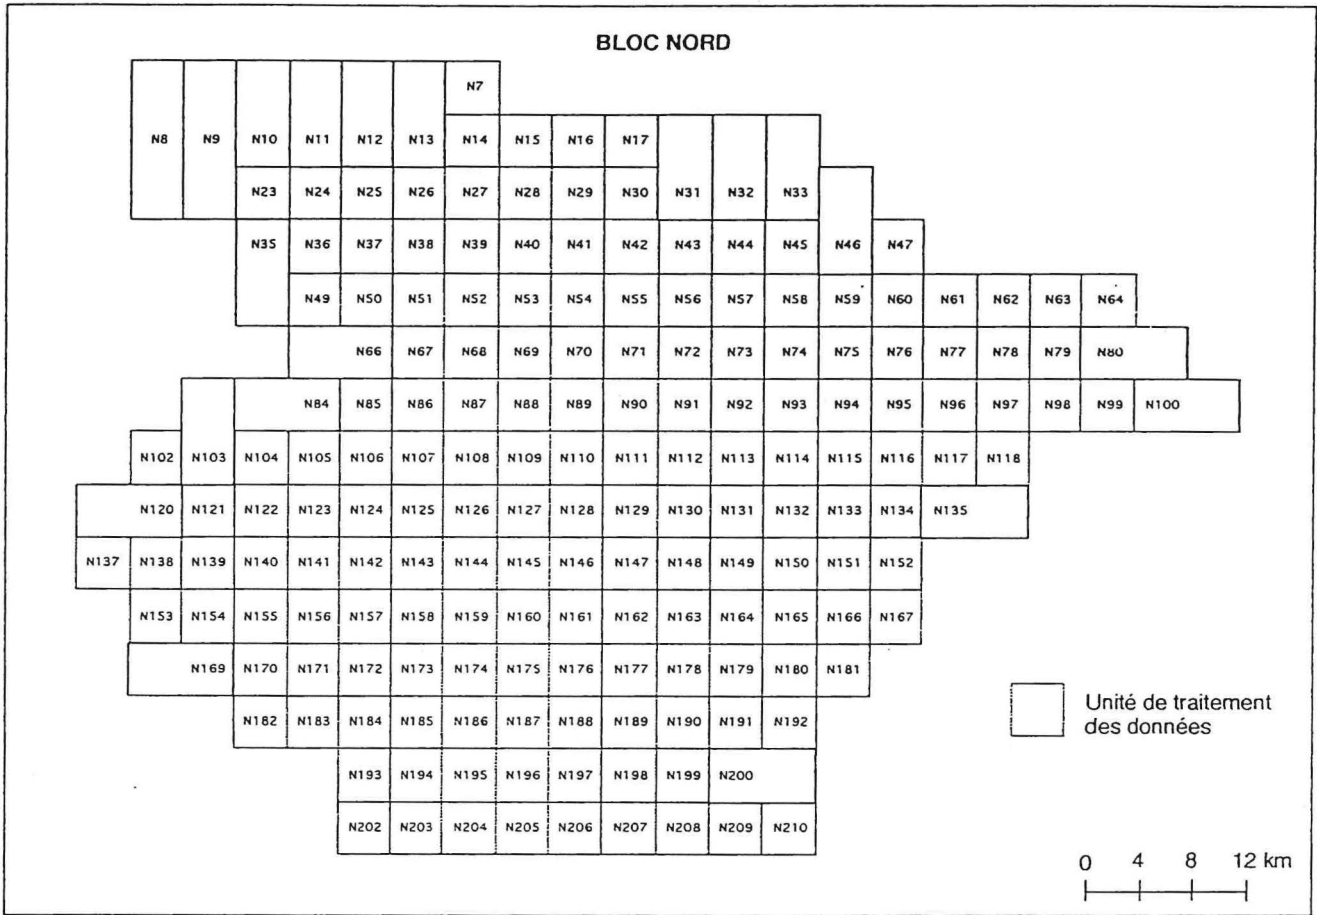 BLOC NORD
N7
N8 N9 N10 N11 N12 N13 N14 N15 N16 N17
N23 N24 N25 N26 N27 N28 N29 N30 N31 N32 N33
N35 N36 N37 N38 N39 N40 N41 N42 N43 N44 N45 N46 N47
N49 N50 N51 N52 N53 N54 N55 N56 N57 N58 N59 N60 N61 N62 N63 N64
N66 N67 N68 N69 N70 N71 N72 N73 N74 N75 N76 N77 N78 N79 N80
N84 N85 N86 N87 N88 N89 N90 N91 N92 N93 N94 N95 N96 N97 N98 N99 N100
N102 N103 N104 N105 N106 N107 N108 N109 N110 N111 N112 N113 N114 N115 N116 N117 N118
N120 N121 N122 N123 N124 N125 N126 N127 N128 N129 N130 N131 N132 N133 N134 N135
N137 N138 N139 N140 N141 N142 N143 N144 N145 N146 N147 N148 N149 N150 N151 N152
N153 N154 N155 N156 N157 N158 N159 N160 N161 N162 N163 N164 N165 N166 N167
N169 N170 N171 N172 N173 N174 N175 N176 N177 N178 N179 N180 N181
N182 N183 N184 N185 N186 N187 N188 N189 N190 N191 N192
N193 N194 N195 N196 N197 N198 N199 N200
N202 N203 N204 N205 N206 N207 N208 N209 N210
Unité de traitement
des données
0 4 8 12 km